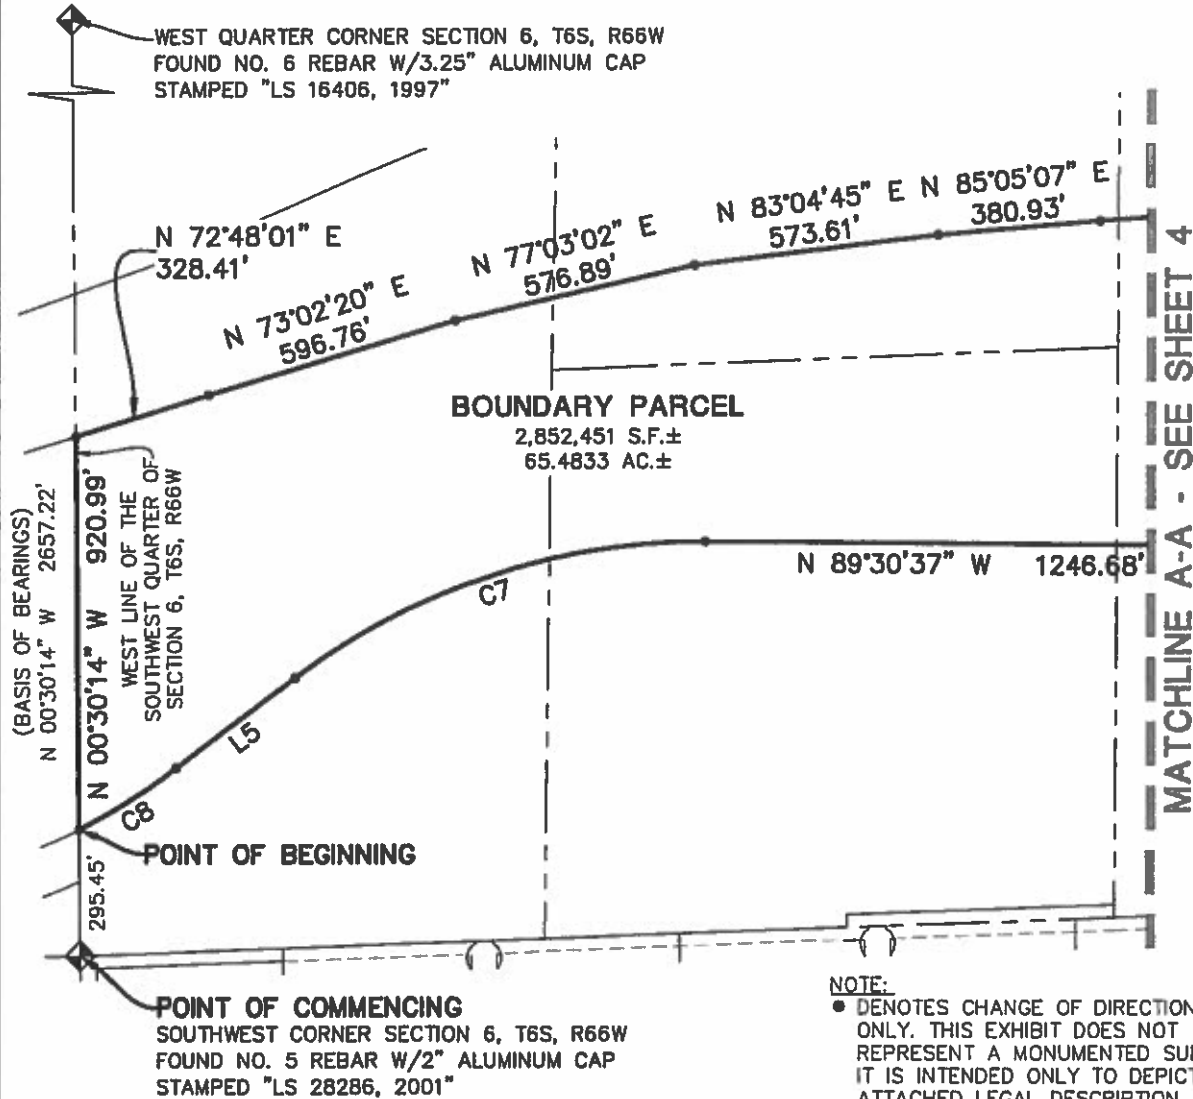 WEST QUARTER CORNER SECTION 6, T6S, R66W
FOUND NO. 6 REBAR W/3.25" ALUMINUM CAP
STAMPED "LS 16406, 1997"
N 72°48'01" E
328.41'
N 73°02'20" E
596.76'
N 77°03'02" E
576.89'
N 83°04'45" E
573.61'
N 85°05'07" E
380.93'
MATCHLINE A-A - SEE SHEET 4
BOUNDARY PARCEL
2,852,451 S.F.±
65.4833 AC.±
(BASIS OF BEARINGS)
N 00°30'14" W 2657.22'
N 00°30'14" W 920.99'
WEST LINE OF THE
SOUTHWEST QUARTER OF
SECTION 6, T6S, R66W
C7
N 89°30'37" W 1246.68'
L5
C8
POINT OF BEGINNING
295.45'
POINT OF COMMENCING
SOUTHWEST CORNER SECTION 6, T6S, R66W
FOUND NO. 5 REBAR W/2" ALUMINUM CAP
STAMPED "LS 28286, 2001"
NOTE:
● DENOTES CHANGE OF DIRECTION
ONLY. THIS EXHIBIT DOES NOT
REPRESENT A MONUMENTED
IT IS INTENDED ONLY TO DEPICT
ATTACHED LEGAL DESCRIPTION